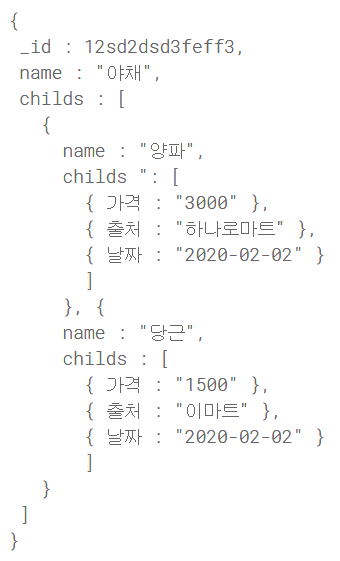 {
_id : 12sd2dsd3feff3,
name : "야채",
childs : [
{
name : "양파",
childs ": [
{ 가격 : "3000" },
{ 출처 : "하나로마트" },
{ 날짜 : "2020-02-02" }
]
}, {
name : "당근",
childs : [
{ 가격 : "1500" },
{ 출처 : "이마트" },
{ 날짜 : "2020-02-02" }
]
}
]
}